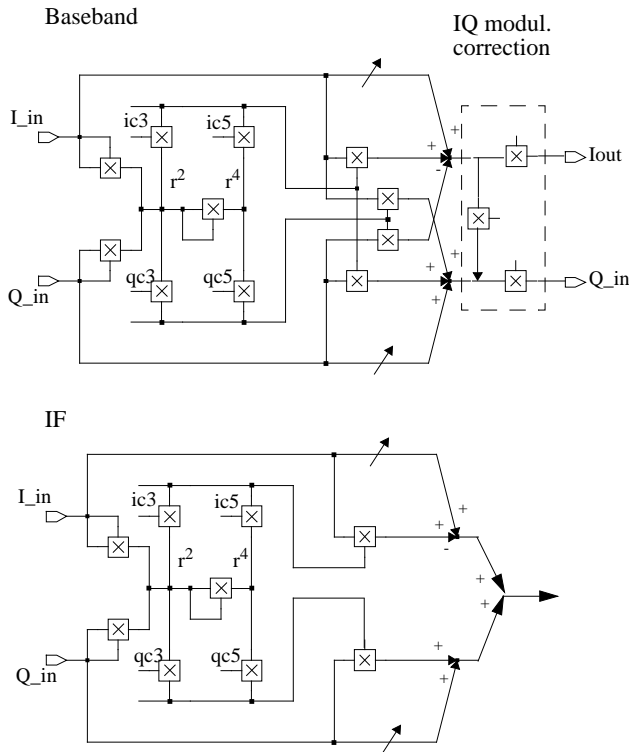 Baseband
IQ modul.
correction
I_in
ic3
ic5
+
+
-
Iout
r2
r4
qc3
qc5
Q_in
+
+
+
Q_in
IF
I_in
ic3
ic5
+
+
-
r2
r4
+
+
Q_in
qc3
qc5
+
+